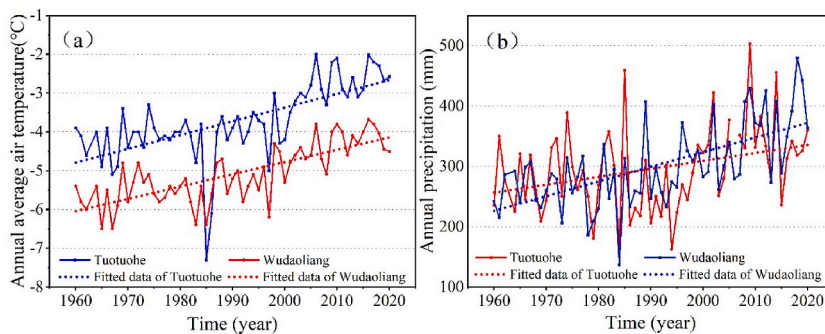 (a)
Annual average air temperature(°C)
-1
-2
-3
-4
-5
-6
-7
-8
Tuotuohe
Wudaoliang
Fitted data of Tuotuohe
Fitted data of Wudaoliang
1960 1970 1980 1990 2000 2010 2020
Time (year)
(b)
Annual precipitation (mm)
500
400
300
200
100
Tuotuohe
Wudaoliang
Fitted data of Tuotuohe
Fitted data of Wudaoliang
1960 1970 1980 1990 2000 2010 2020
Time (year)